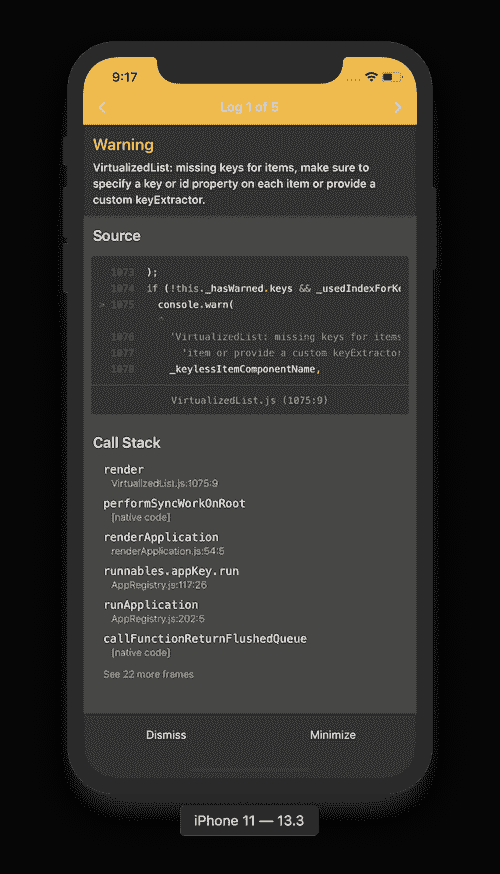 9:17
Log 1 of 5
Warning
VirtualizedList: missing keys for items, make sure to
specify a key or id property on each item or provide a
custom keyExtractor.
Source
1073 );
1074 if (!this._hasWarned.keys && _usedIndexForKe
> 1075 console.warn(
^
1076 'VirtualizedList: missing keys for items
1077 'item or provide a custom keyExtractor
1078 _keylessItemComponentName,
VirtualizedList.js (1075:9)
Call Stack
render
VirtualizedList.js:1075:9
performSyncWorkOnRoot
[native code]
renderApplication
renderApplication.js:54:5
runnables.appKey.run
AppRegistry.js:117:26
runApplication
AppRegistry.js:202:5
callFunctionReturnFlushedQueue
[native code]
See 22 more frames
Dismiss
Minimize
iPhone 11 — 13.3